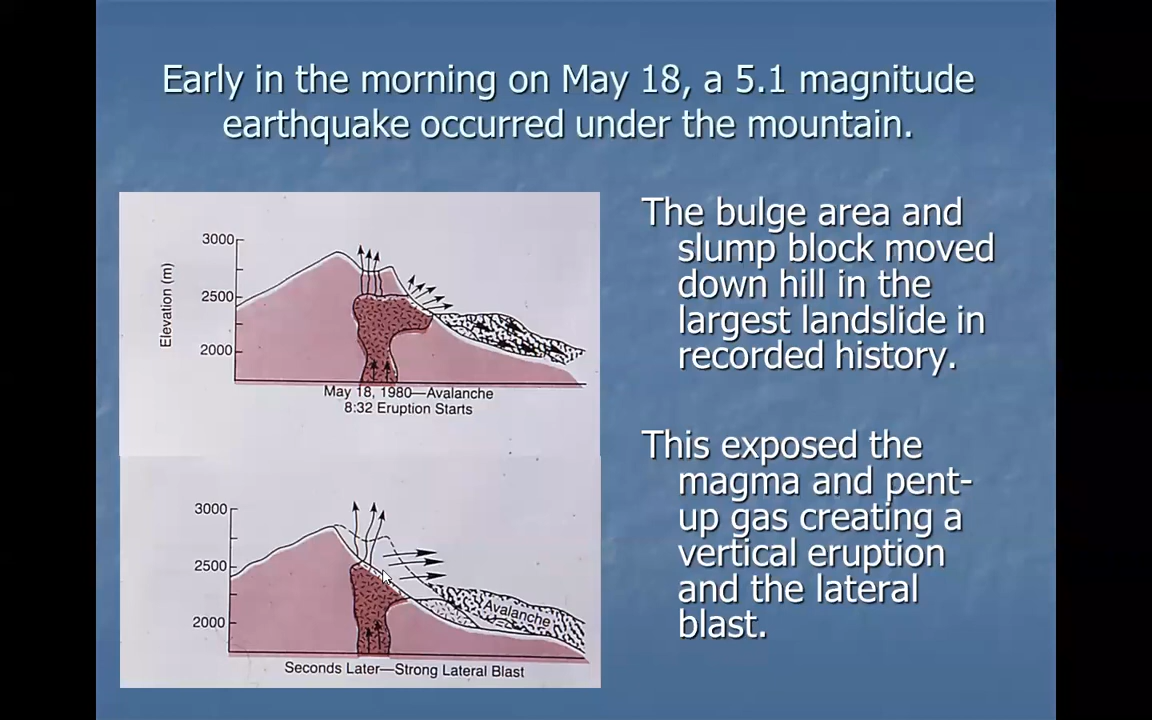 Early in the morning on May 18, a 5.1 magnitude
earthquake occurred under the mountain.
3000
2500
2000
Elevation (m)
May 18, 1980—Avalanche
8:32 Eruption Starts
3000
2500
2000
Avalanche
Seconds Later—Strong Lateral Blast
The bulge area and
slump block moved
down hill in the
largest landslide in
recorded history.
This exposed the
magma and pent-
up gas creating a
vertical eruption
and the lateral
blast.